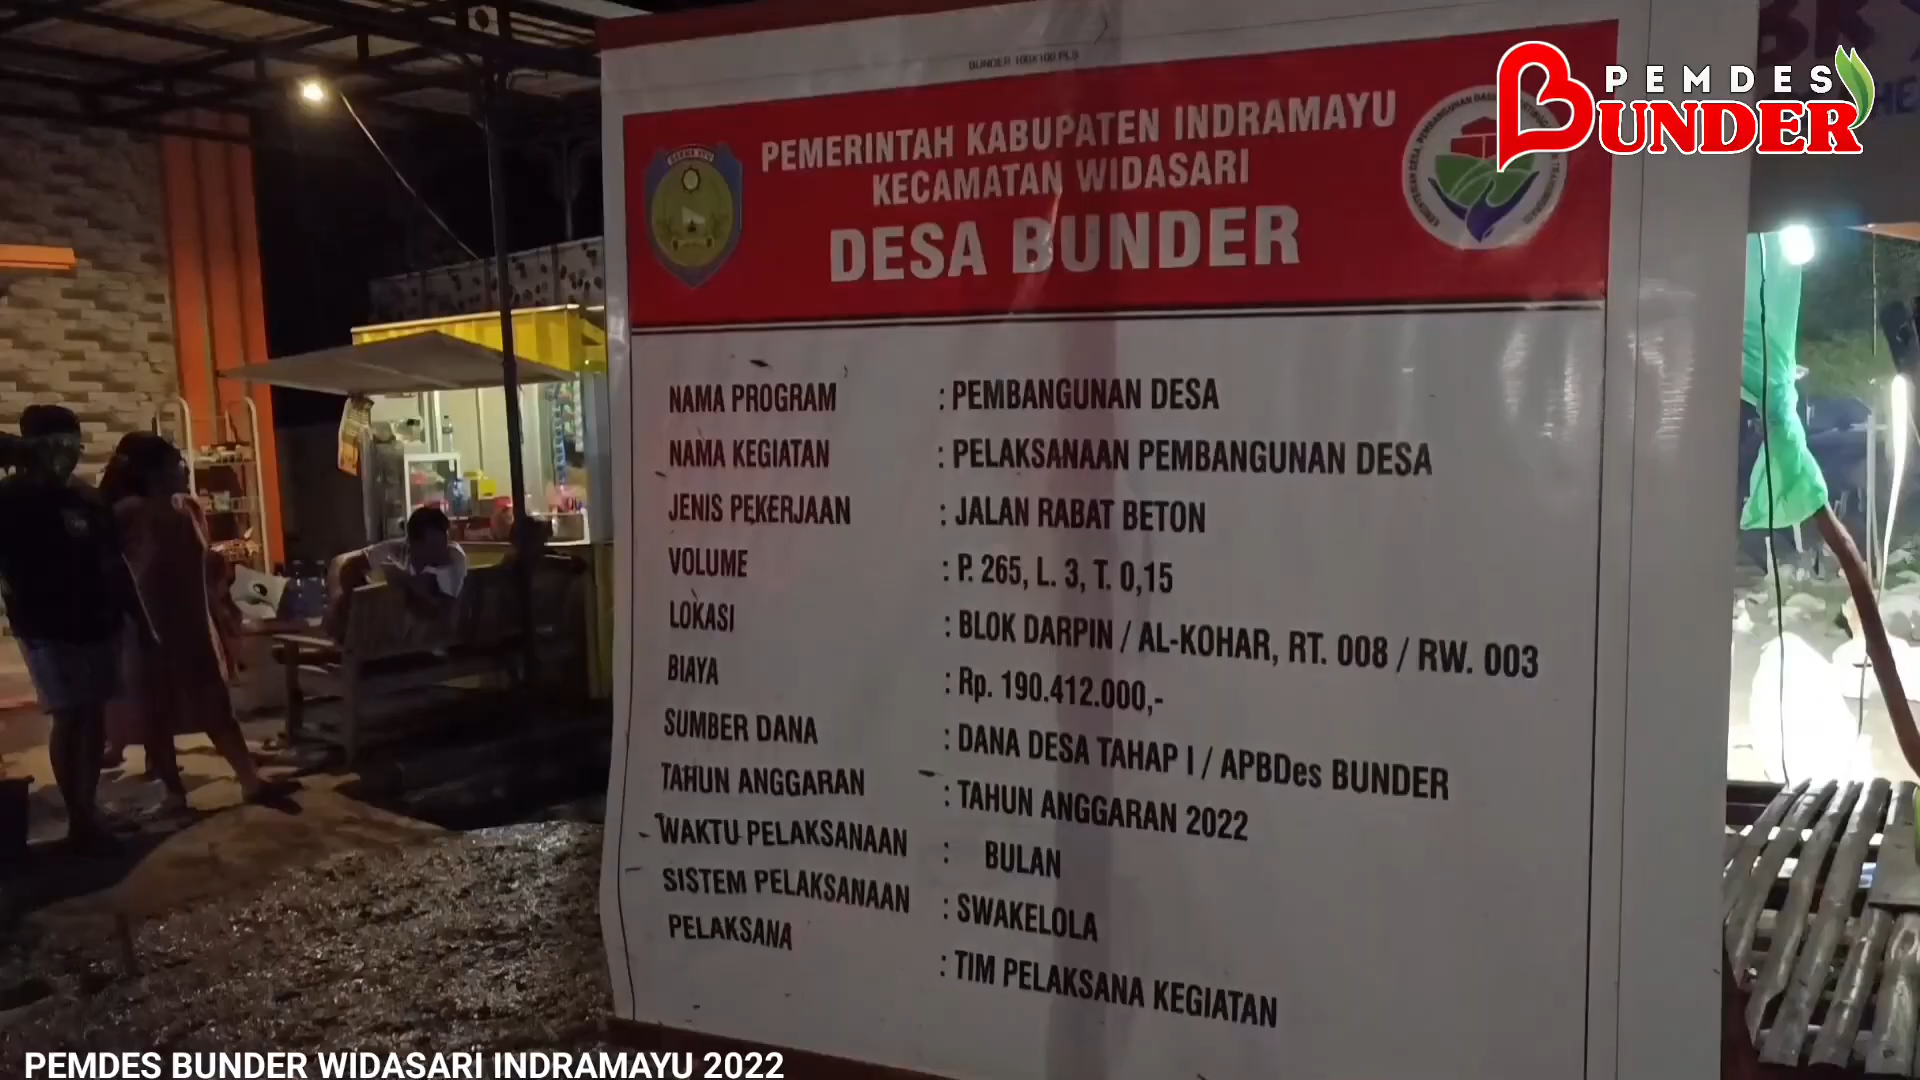 BUNDER 100X100 PLS
PEMDES
BUNDER
PEMERINTAH KABUPATEN INDRAMAYU
KECAMATAN WIDASARI
DESA BUNDER
NAMA PROGRAM : PEMBANGUNAN DESA
NAMA KEGIATAN : PELAKSANAAN PEMBANGUNAN DESA
JENIS PEKERJAAN : JALAN RABAT BETON
VOLUME : P. 265, L. 3, T. 0,15
LOKASI : BLOK DARPIN / AL-KOHAR, RT. 008 / RW. 003
BIAYA : Rp. 190.412.000,-
SUMBER DANA : DANA DESA TAHAP I / APBDes BUNDER
TAHUN ANGGARAN : TAHUN ANGGARAN 2022
WAKTU PELAKSANAAN : BULAN
SISTEM PELAKSANAAN : SWAKELOLA
PELAKSANA : TIM PELAKSANA KEGIATAN
PEMDES BUNDER WIDASARI INDRAMAYU 2022